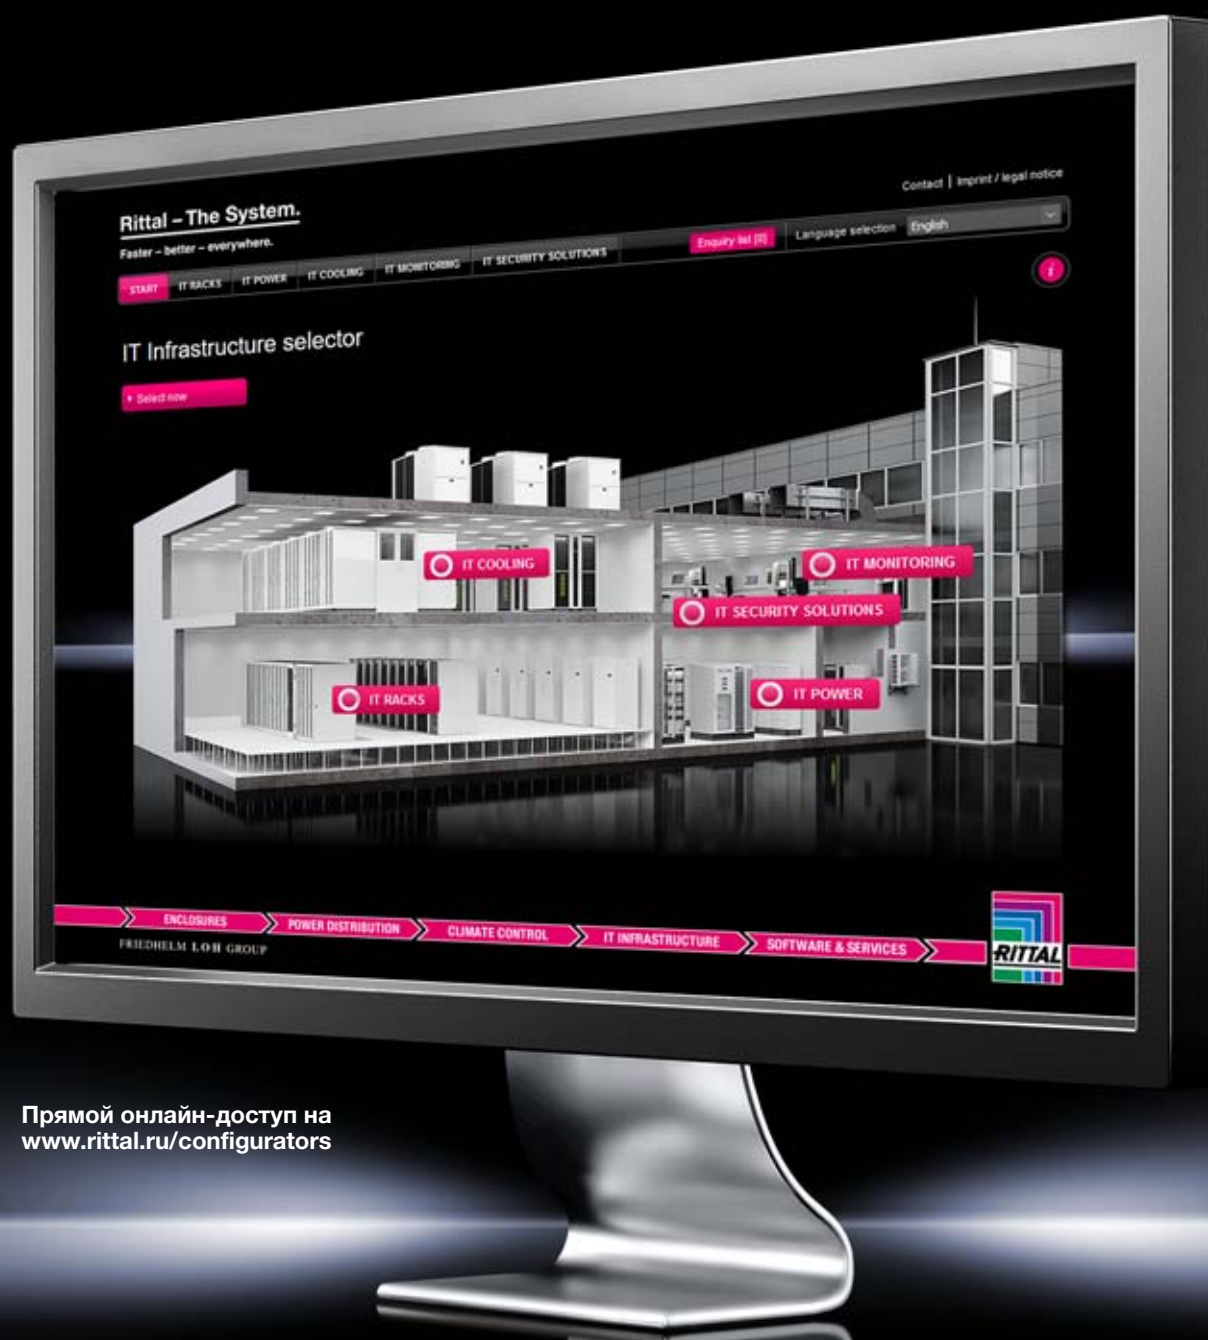 Contact | Imprint / legal notice
Rittal – The System.
Faster – better – everywhere.
Enquiry list [0] Language selection English
START IT RACKS IT POWER IT COOLING IT MONITORING IT SECURITY SOLUTIONS
i
IT Infrastructure selector
Select now
IT COOLING
IT MONITORING
IT SECURITY SOLUTIONS
IT RACKS
IT POWER
ENCLOSURES POWER DISTRIBUTION CLIMATE CONTROL IT INFRASTRUCTURE SOFTWARE & SERVICES
RITTAL
FRIEDHELM LOH GROUP
Прямой онлайн-доступ на
www.rittal.ru/configurators